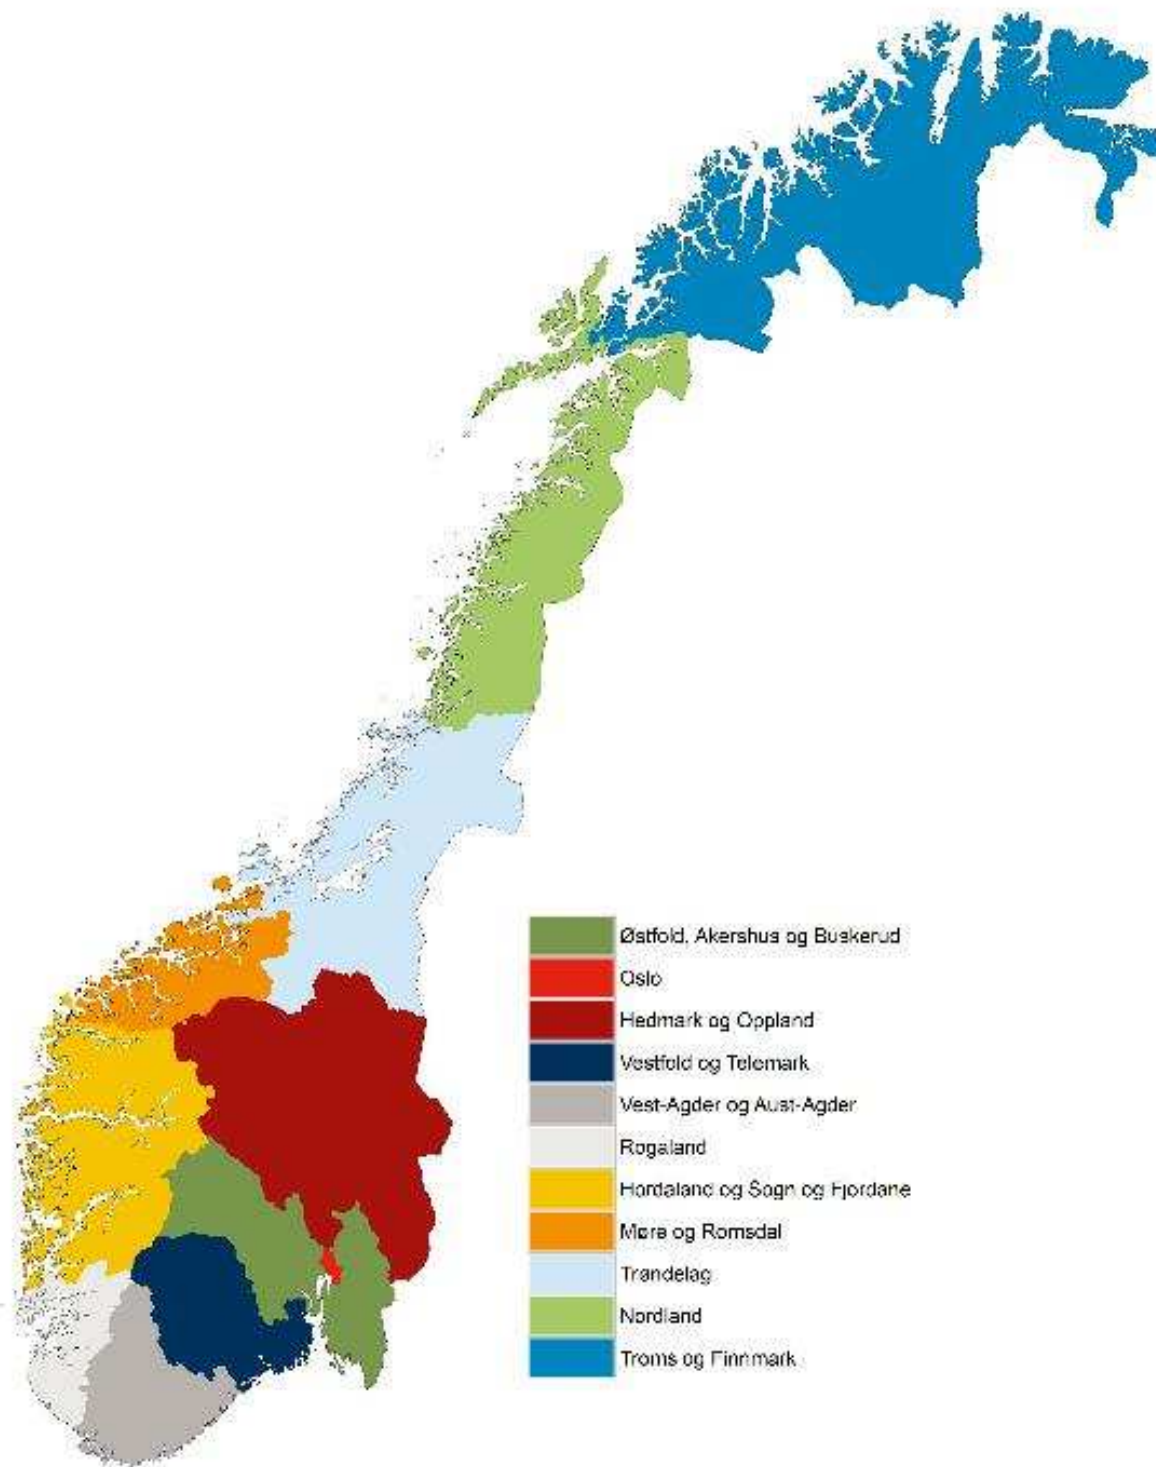 Østfold, Akershus og Buskerud
Oslo
Hedmark og Oppland
Vestfold og Telemark
Vest-Agder og Aust-Agder
Rogaland
Hordaland og Sogn og Fjordane
Møre og Romsdal
Trøndelag
Nordland
Troms og Finnmark